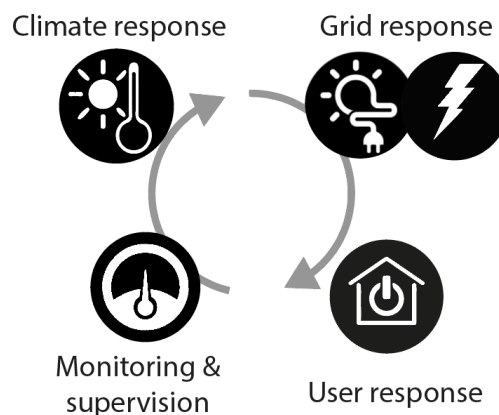 Climate response
Grid response
Monitoring &
supervision
User response